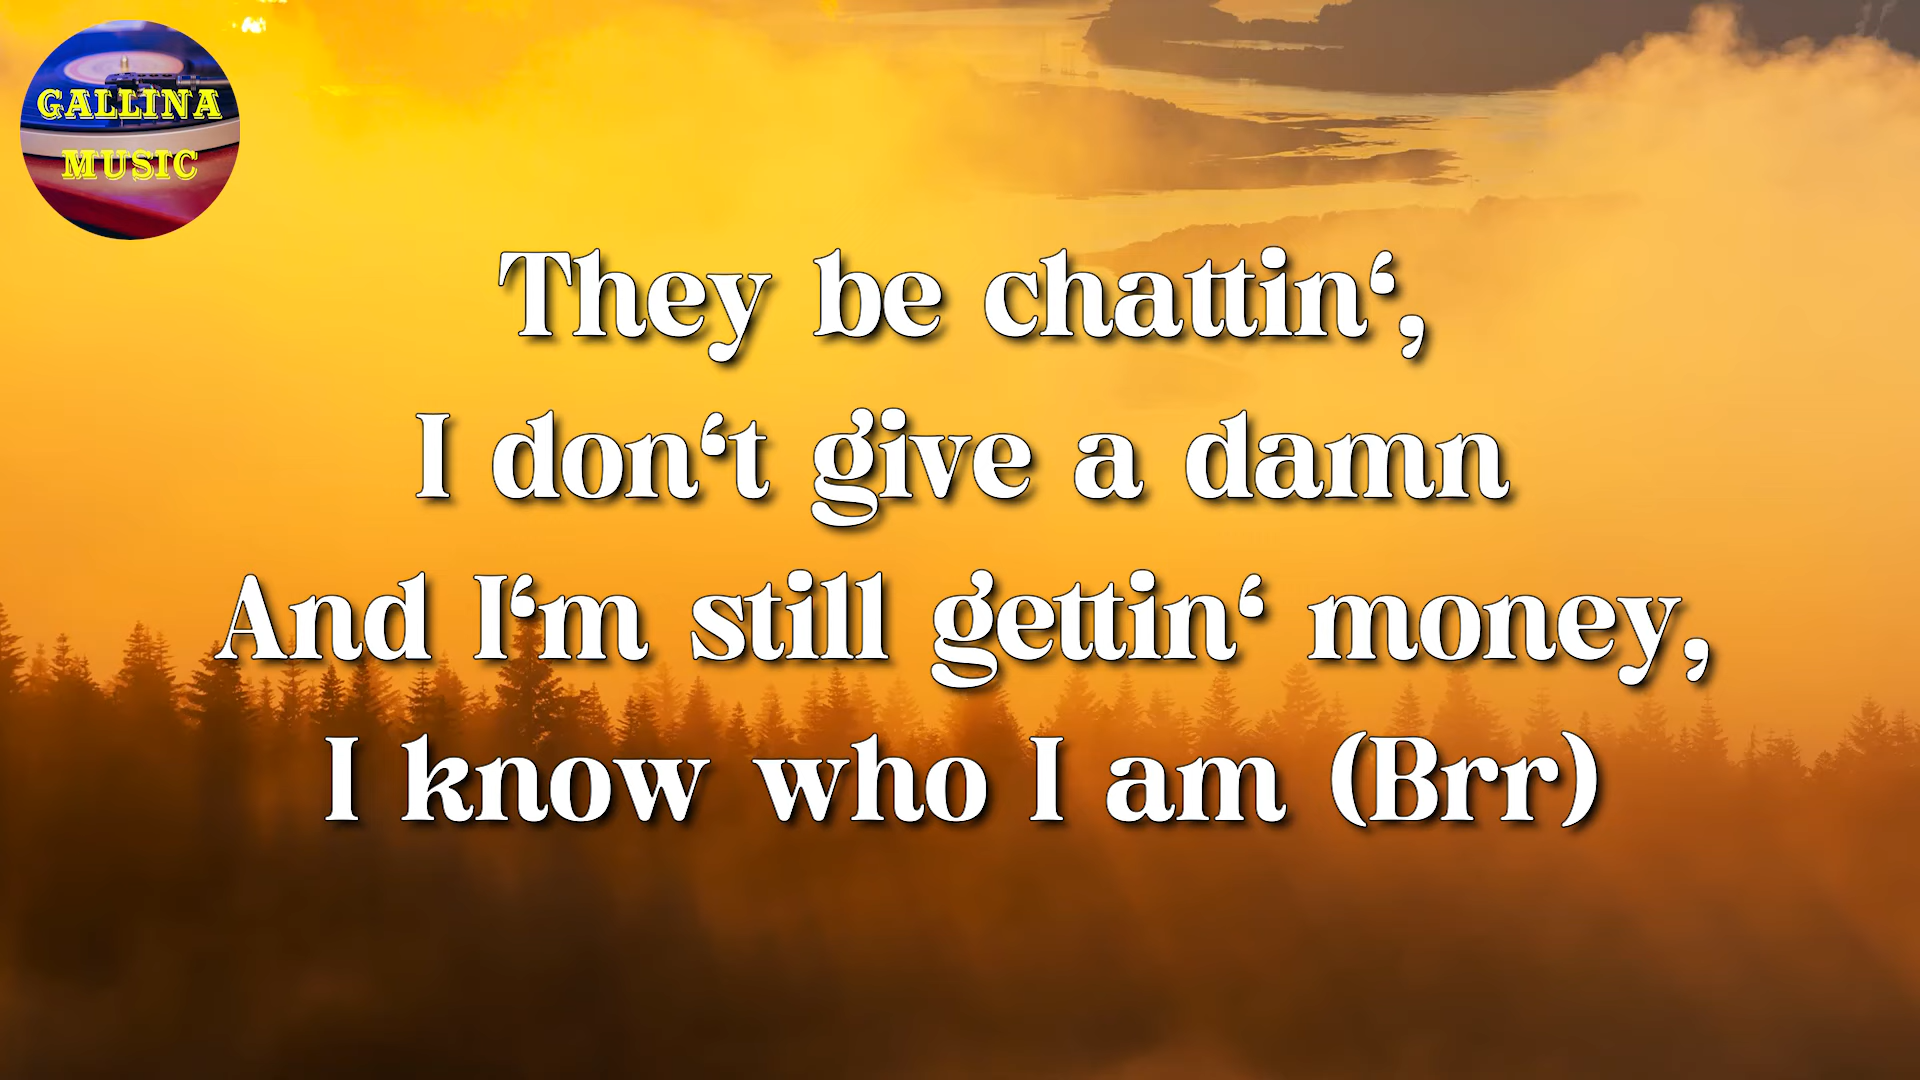 GALLINA
MUSIC
They be chattin‘,
I don‘t give a damn
And I‘m still gettin‘ money,
I know who I am (Brr)